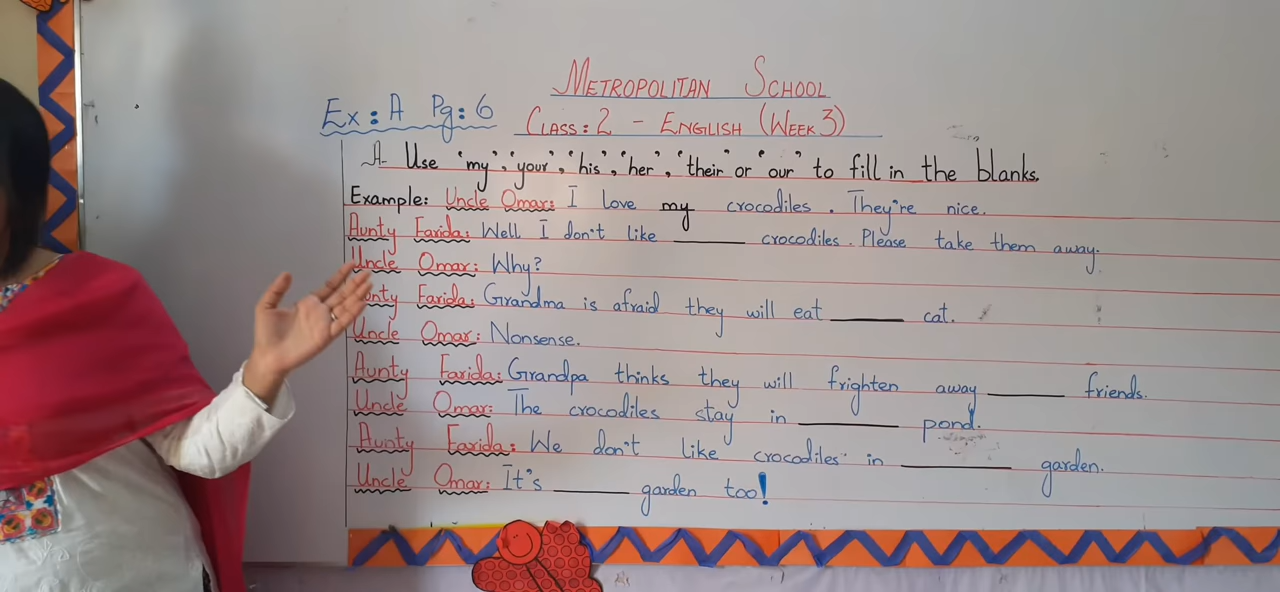 METROPOLITAN SCHOOL
Ex: A Pg: 6
CLASS: 2 - ENGLISH (WEEK 3)
A- Use "my", "your", "his", "her", "their" or "our" to fill in the blanks.
Example: Uncle Omar: I love my crocodiles. They're nice.
Aunty Farida: Well I don't like ______ crocodiles. Please take them away.
Uncle Omar: Why?
Aunty Farida: Grandma is afraid they will eat ______ cat.
Uncle Omar: Nonsense.
Aunty Farida: Grandpa thinks they will frighten away ______ friends.
Uncle Omar: The crocodiles stay in ______ pond.
Aunty Farida: We don't like crocodiles in ______ garden.
Uncle Omar: It's ______ garden too!